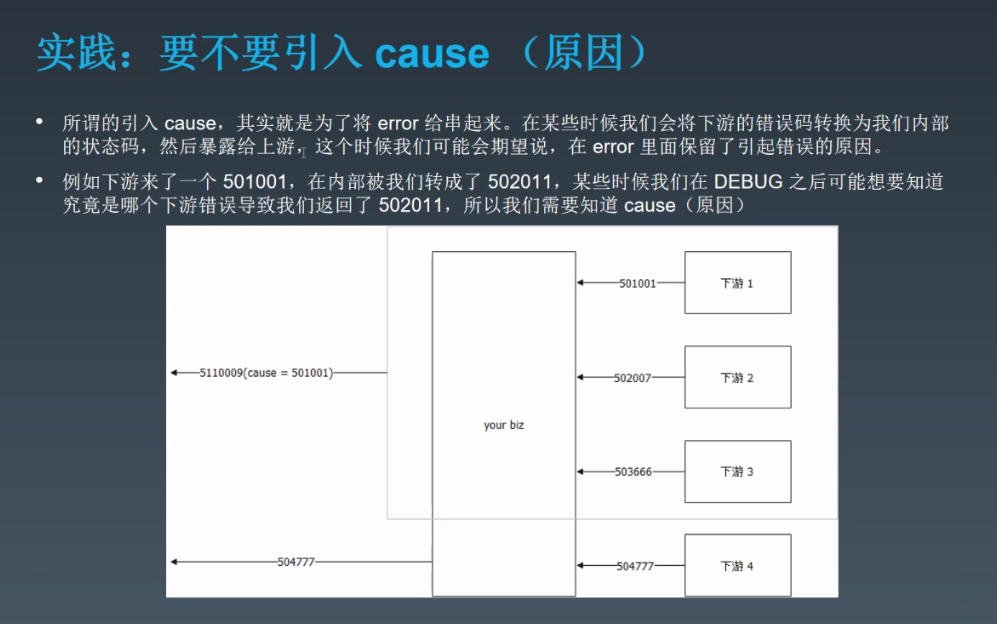 实践：要不要引入 cause （原因）
• 所谓的引入 cause，其实就是为了将 error 给串起来。在某些时候我们会将下游的错误码转换为我们内部
的状态码，然后暴露给上游，这个时候我们可能会期望说，在 error 里面保留了引起错误的原因。
• 例如下游来了一个 501001，在内部被我们转成了 502011，某些时候我们在 DEBUG 之后可能想要知道
究竟是哪个下游错误导致我们返回了 502011，所以我们需要知道 cause（原因）
501001
下游 1
5110009(cause = 501001)
502007
下游 2
your biz
503666
下游 3
504777
504777
下游 4